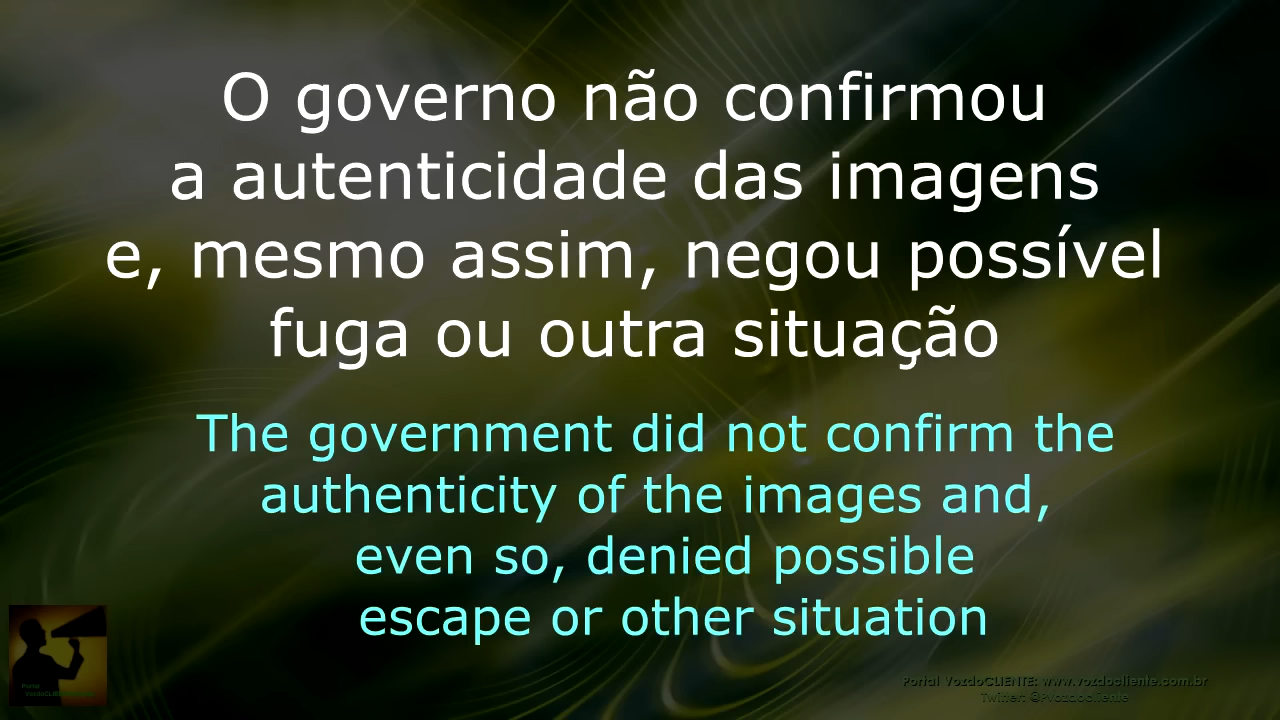 O governo não confirmou
a autenticidade das imagens
e, mesmo assim, negou possível
fuga ou outra situação
The government did not confirm the
authenticity of the images and,
even so, denied possible
escape or other situation
Portal
VozdoCLIENTE
Portal VozdoCLIENTE: www.vozdocliente.com.br
Twitter: @PVozdocliente